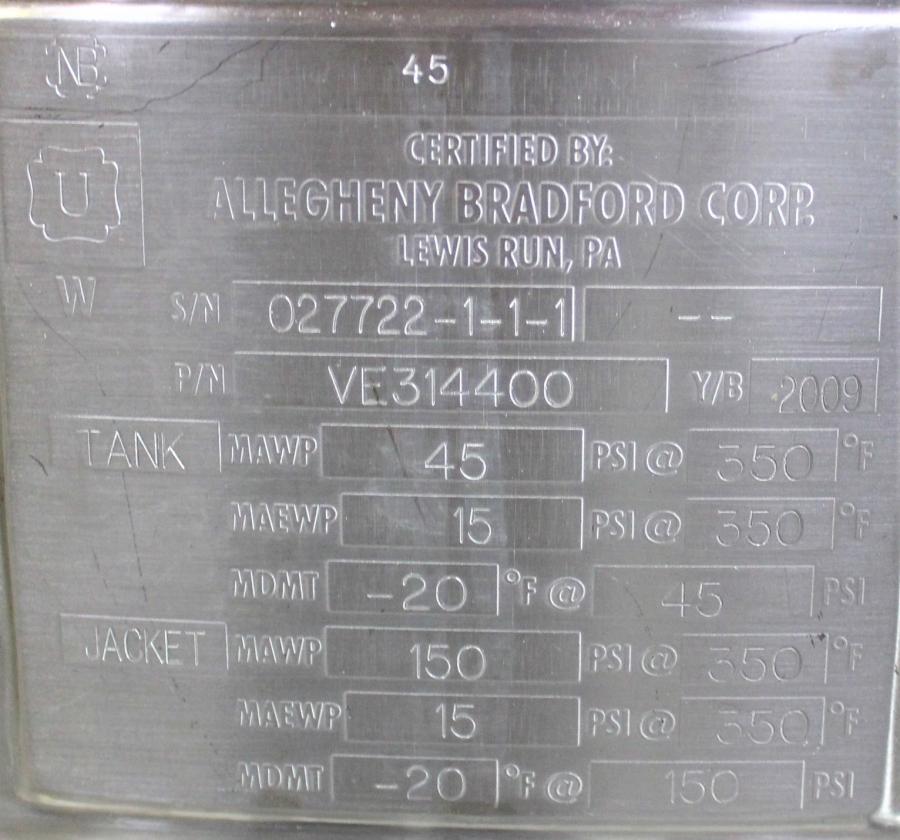 NB 45
CERTIFIED BY:
U ALLEGHENY BRADFORD CORP.
LEWIS RUN, PA
W S/N 027722-1-1-1 --
P/N VE314400 Y/B 2009
TANK MAWP 45 PSI @ 350 °F
MAEWP 15 PSI @ 350 °F
MDMT -20 °F @ 45 PSI
JACKET MAWP 150 PSI @ 350 °F
MAEWP 15 PSI @ 350 °F
MDMT -20 °F @ 150 PSI